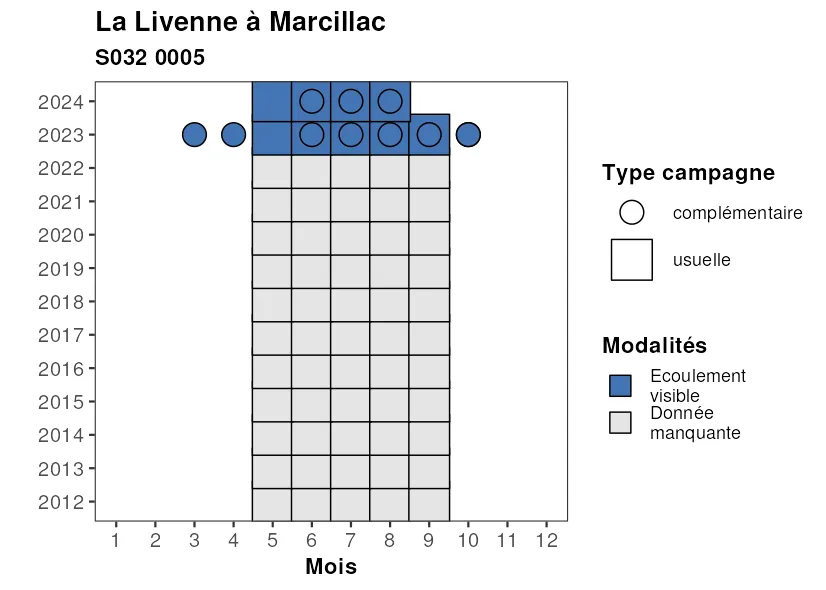 La Livenne à Marcillac
S032 0005
2024
2023
2022
2021
2020
2019
2018
2017
2016
2015
2014
2013
2012
1 2 3 4 5 6 7 8 9 10 11 12
Mois
Type campagne
complémentaire
usuelle
Modalités
Ecoulement
visible
Donnée
manquante